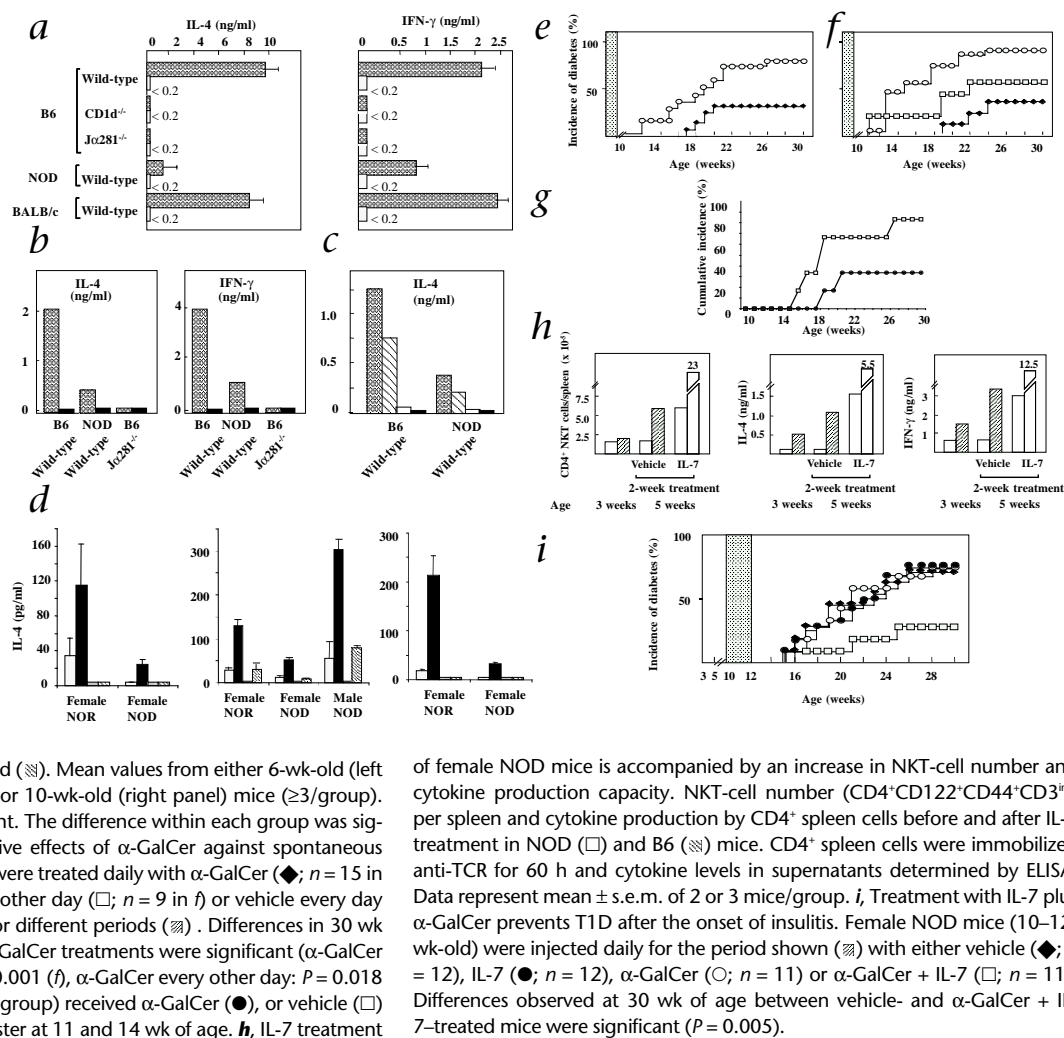 a
IL-4 (ng/ml)
0 2 4 6 8 10
B6
Wild-type
< 0.2
CD1d-/-
< 0.2
Jα281-/-
< 0.2
NOD
Wild-type
< 0.2
BALB/c
Wild-type
< 0.2
IFN-γ (ng/ml)
0 0.5 1 1.5 2 2.5
< 0.2
< 0.2
< 0.2
< 0.2
< 0.2
b
IL-4
(ng/ml)
2
1
0
B6 NOD B6
Wild-type Wild-type Jα281-/-
IFN-γ
(ng/ml)
4
2
0
B6 NOD B6
Wild-type Wild-type Jα281-/-
c
IL-4
(ng/ml)
1.0
0.5
0
B6 NOD
Wild-type Wild-type
d
IL-4 (pg/ml)
160
120
80
40
0
Female Female
NOR NOD
300
200
100
0
Female Female Male
NOR NOD NOD
300
200
100
0
Female Female
NOR NOD
e
Incidence of diabetes (%)
100
50
10 14 18 22 26 30
Age (weeks)
f
10 14 18 22 26 30
Age (weeks)
g
Cumulative incidence (%)
100
80
60
40
20
0
10 14 18 22 26 30
Age (weeks)
h
CD4+ NKT cells/spleen (x 10-5)
7.5
5.0
2.5
23
Vehicle IL-7
2-week treatment
Age 3 weeks 5 weeks
IL-4 (ng/ml)
1.5
1.0
0.5
5.5
Vehicle IL-7
2-week treatment
3 weeks 5 weeks
IFN-γ (ng/ml)
3
2
1
12.5
Vehicle IL-7
2-week treatment
3 weeks 5 weeks
i
Incidence of diabetes (%)
100
50
3 5 10 12 16 20 24 28
Age (weeks)
d (▧). Mean values from either 6-wk-old (left
or 10-wk-old (right panel) mice (≥3/group).
nt. The difference within each group was sig-
ive effects of α-GalCer against spontaneous
were treated daily with α-GalCer (◆; n = 15 in
other day (□; n = 9 in f) or vehicle every day
or different periods (▨) . Differences in 30 wk
GalCer treatments were significant (α-GalCer
0.001 (f), α-GalCer every other day: P = 0.018
group) received α-GalCer (●), or vehicle (□)
ster at 11 and 14 wk of age. h, IL-7 treatment
of female NOD mice is accompanied by an increase in NKT-cell number an
cytokine production capacity. NKT-cell number (CD4+CD122+CD44+CD3in
per spleen and cytokine production by CD4+ spleen cells before and after IL-
treatment in NOD (□) and B6 (▧) mice. CD4+ spleen cells were immobilize
anti-TCR for 60 h and cytokine levels in supernatants determined by ELISA
Data represent mean ± s.e.m. of 2 or 3 mice/group. i, Treatment with IL-7 plu
α-GalCer prevents T1D after the onset of insulitis. Female NOD mice (10–12
wk-old) were injected daily for the period shown (▨) with either vehicle (◆;
= 12), IL-7 (●; n = 12), α-GalCer (○; n = 11) or α-GalCer + IL-7 (□; n = 11
Differences observed at 30 wk of age between vehicle- and α-GalCer + I
7–treated mice were significant (P = 0.005).